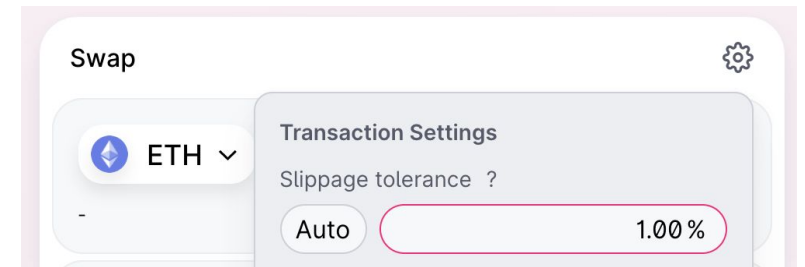 Swap
Transaction Settings
ETH
Slippage tolerance ?
-
Auto 1.00%